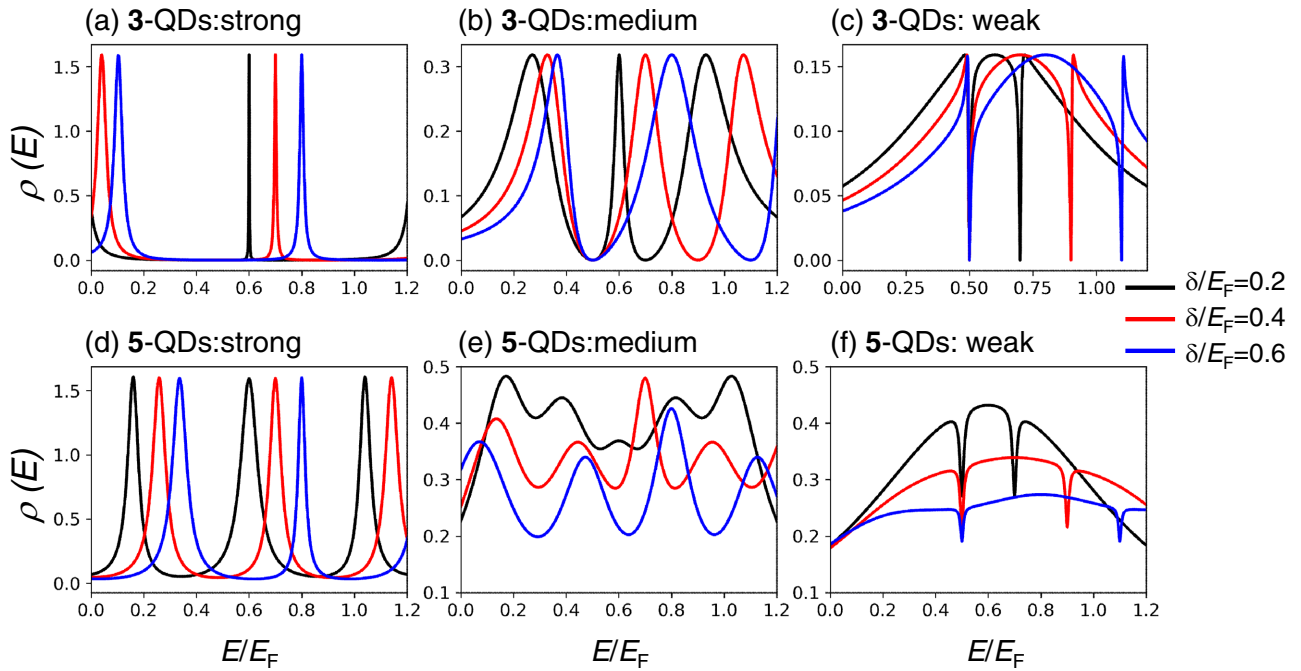 (a) 3-QDs:strong
(b) 3-QDs:medium
(c) 3-QDs: weak
ρ (E)
1.5
1.0
0.5
0.0
0.0 0.2 0.4 0.6 0.8 1.0 1.2
0.3
0.2
0.1
0.0
0.0 0.2 0.4 0.6 0.8 1.0 1.2
0.15
0.10
0.05
0.00
0.00 0.25 0.50 0.75 1.00
δ/E_F=0.2
δ/E_F=0.4
δ/E_F=0.6
(d) 5-QDs:strong
(e) 5-QDs:medium
(f) 5-QDs: weak
ρ (E)
1.5
1.0
0.5
0.0
0.0 0.2 0.4 0.6 0.8 1.0 1.2
E/E_F
0.5
0.4
0.3
0.2
0.1
0.0 0.2 0.4 0.6 0.8 1.0 1.2
E/E_F
0.5
0.4
0.3
0.2
0.1
0.0 0.2 0.4 0.6 0.8 1.0 1.2
E/E_F